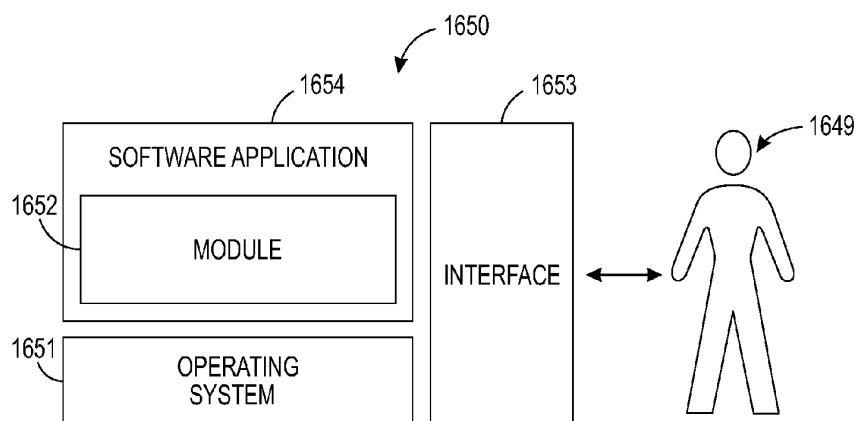 1650
1654
1653
1649
SOFTWARE APPLICATION
1652
MODULE
INTERFACE
1651
OPERATING
SYSTEM